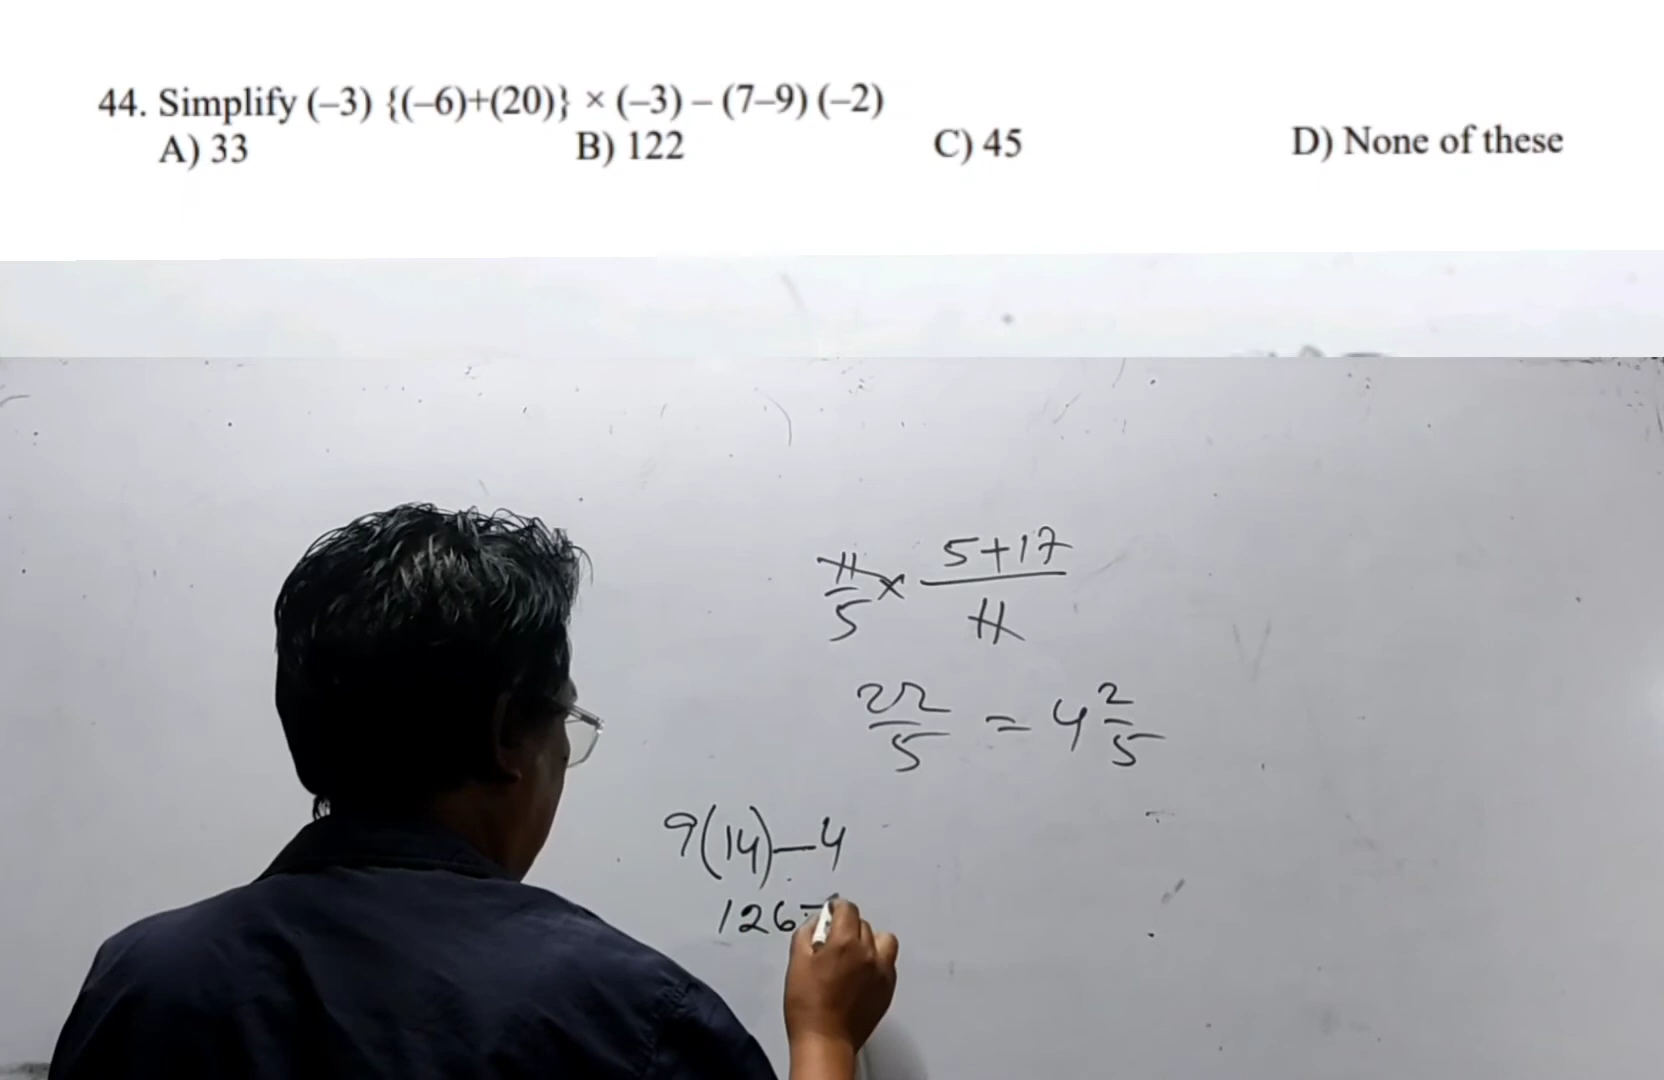 44. Simplify (–3) {(–6)+(20)} × (–3) – (7–9) (–2)
A) 33 B) 122 C) 45 D) None of these
11/5 × (5+17)/11
22/5 = 4 2/5
9(14)–4
126–